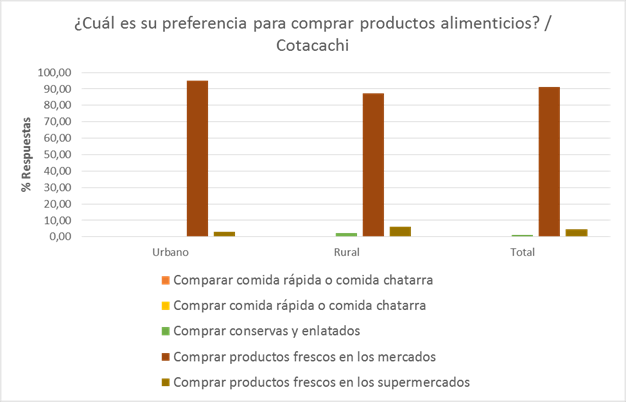 ¿Cuál es su preferencia para comprar productos alimenticios? /
Cotacachi
% Respuestas
100,00
90,00
80,00
70,00
60,00
50,00
40,00
30,00
20,00
10,00
0,00
Urbano Rural Total
Comparar comida rápida o comida chatarra
Comprar comida rápida o comida chatarra
Comprar conservas y enlatados
Comprar productos frescos en los mercados
Comprar productos frescos en los supermercados